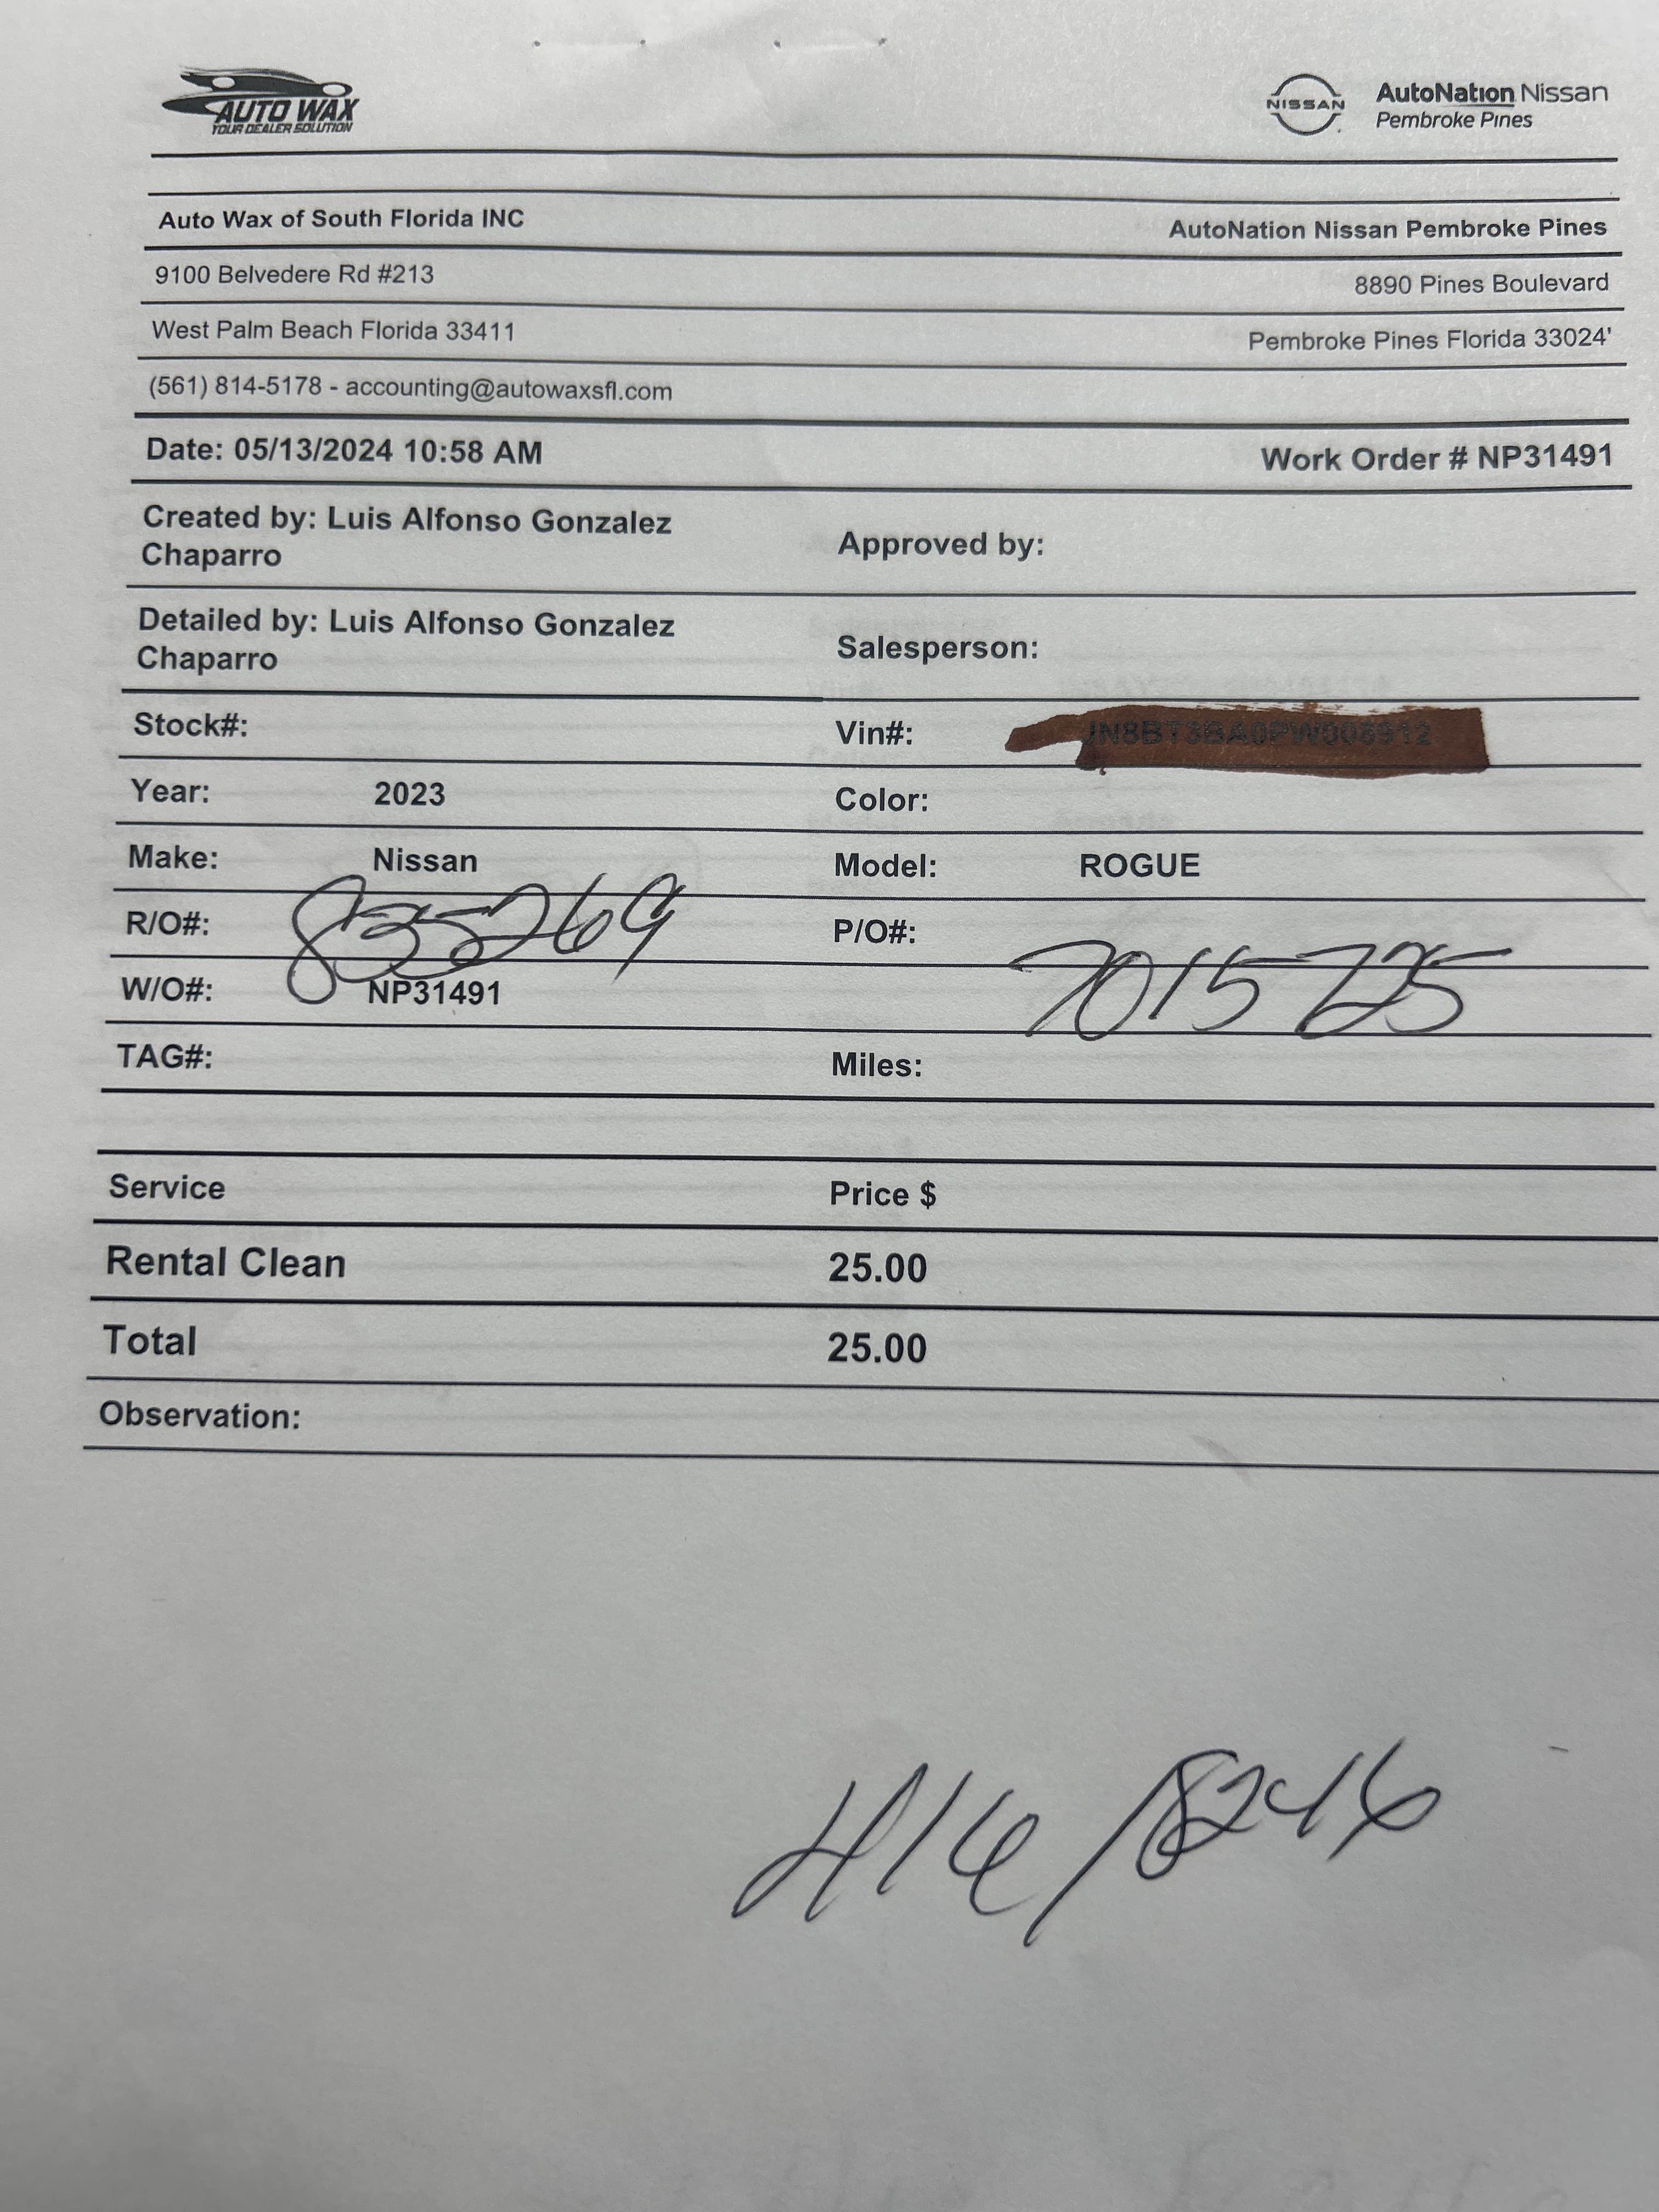 AUTO WAX
YOUR DEALER SOLUTION
NISSAN
AutoNation Nissan
Pembroke Pines
Auto Wax of South Florida INC
AutoNation Nissan Pembroke Pines
9100 Belvedere Rd #213
8890 Pines Boulevard
West Palm Beach Florida 33411
Pembroke Pines Florida 33024'
(561) 814-5178 - accounting@autowaxsfl.com
Date: 05/13/2024 10:58 AM
Work Order # NP31491
Created by: Luis Alfonso Gonzalez
Chaparro
Approved by:
Detailed by: Luis Alfonso Gonzalez
Chaparro
Salesperson:
Stock#:
Vin#:
Year: 2023
Color:
Make: Nissan
Model: ROGUE
R/O#: 835269
P/O#: 7015725
W/O#: NP31491
TAG#:
Miles:
Service Price $
Rental Clean 25.00
Total 25.00
Observation: